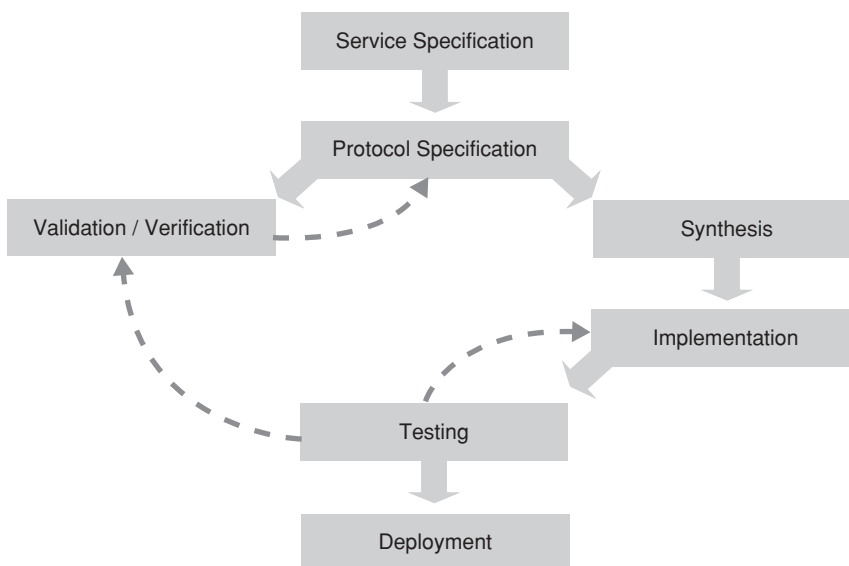 Service Specification
Protocol Specification
Validation / Verification
Synthesis
Implementation
Testing
Deployment